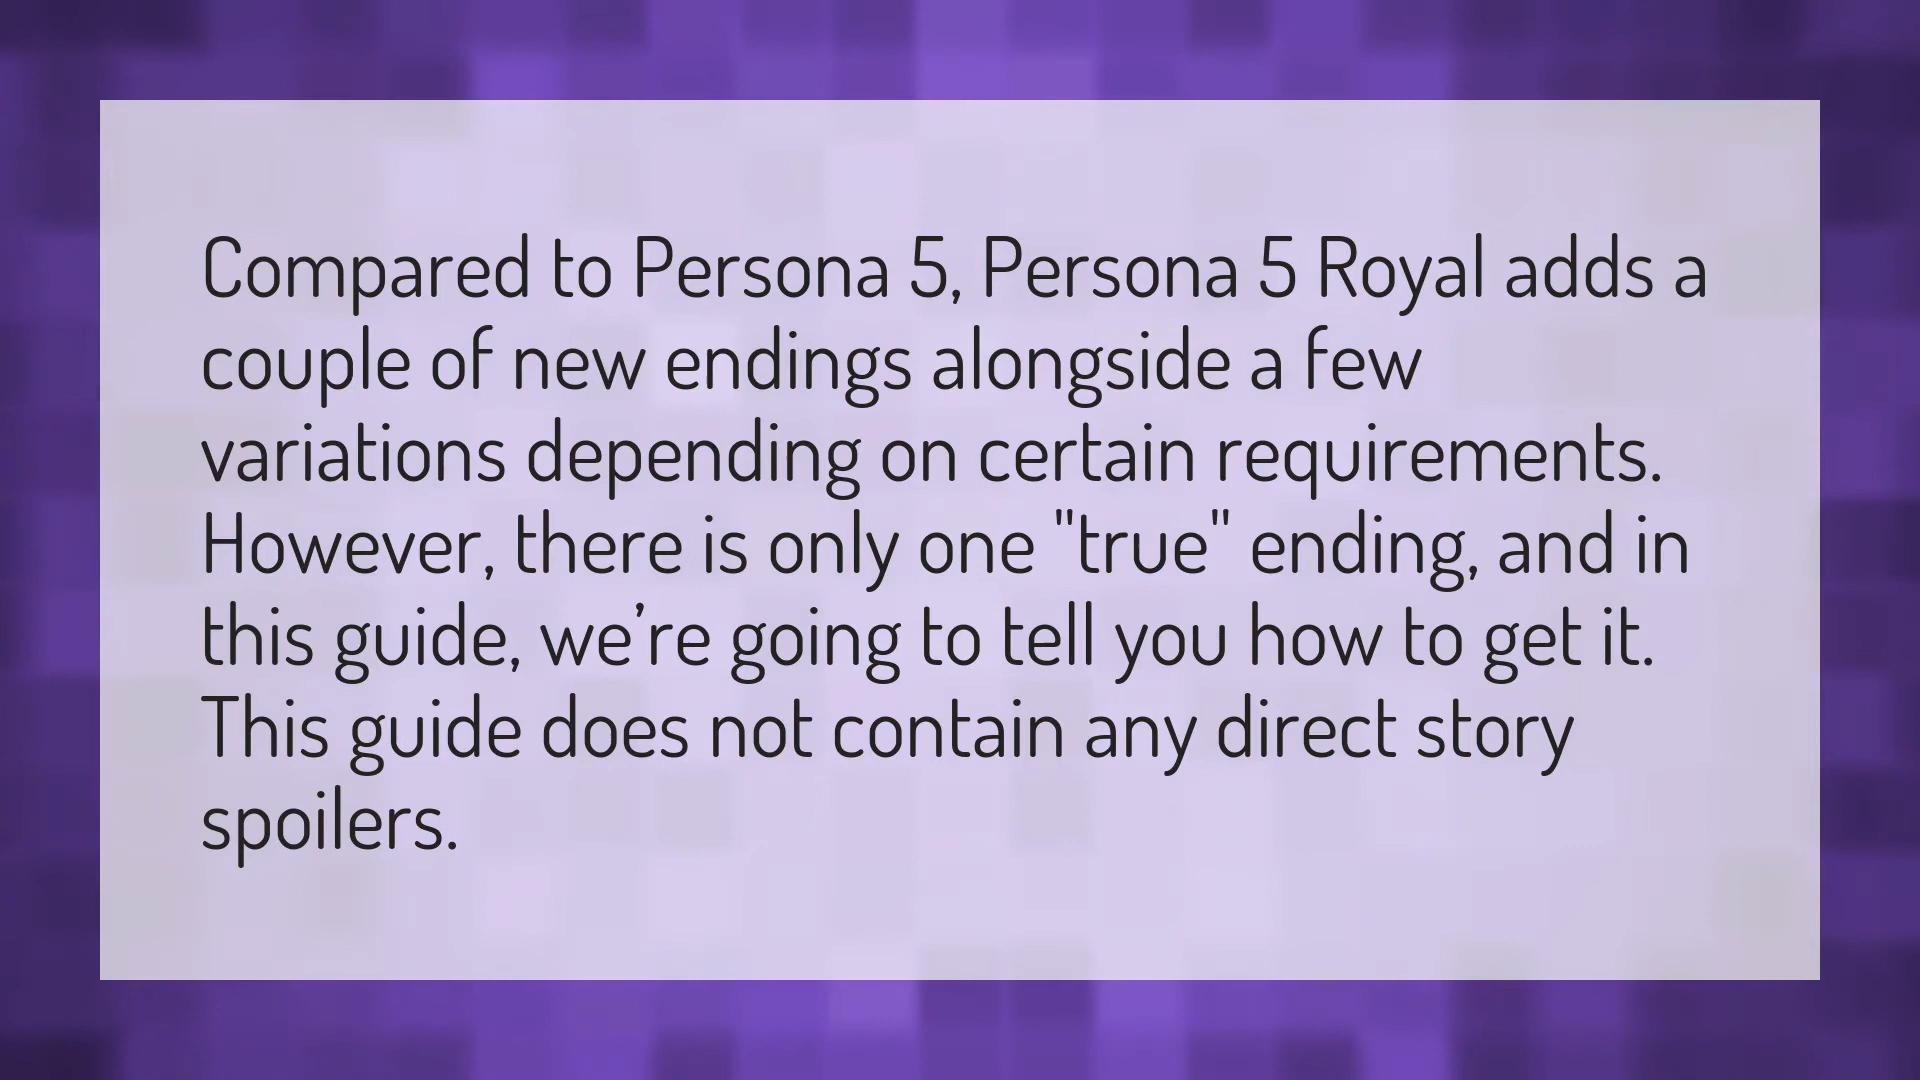 Compared to Persona 5, Persona 5 Royal adds a
couple of new endings alongside a few
variations depending on certain requirements.
However, there is only one "true" ending, and in
this guide, we’re going to tell you how to get it.
This guide does not contain any direct story
spoilers.